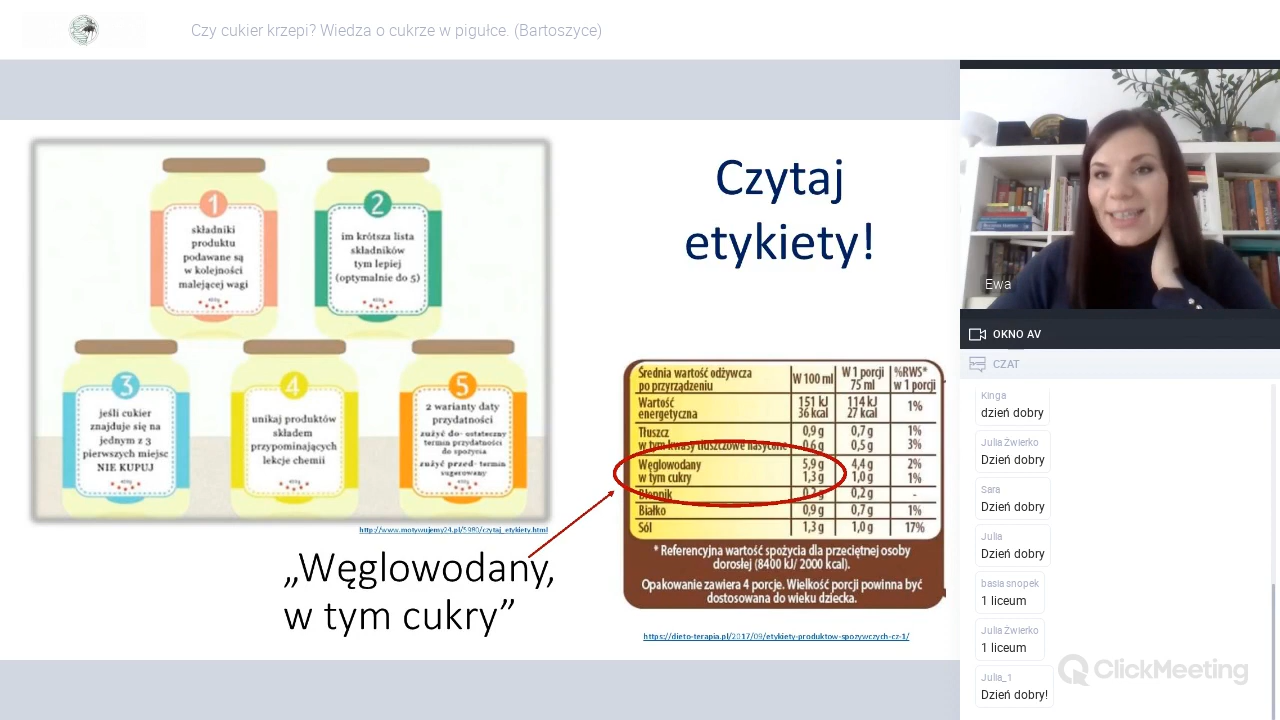 Czy cukier krzepi? Wiedza o cukrze w pigułce. (Bartoszyce)
1
składniki
produktu
podawane są
w kolejności
malejącej wagi
2
im krótsza lista
składników
tym lepiej
(optymalnie do 5)
3
jeśli cukier
znajduje się na
jednym z 3
pierwszych miejsc
NIE KUPUJ
4
unikaj produktów
składem
przypominających
lekcje chemii
5
2 warianty daty
przydatności
zużyć do- ostateczny
termin przydatności
do spożycia
zużyć przed- termin
sugerowany
http://www.motywujemy24.pl/5980/czytaj_etykiety.html
Czytaj
etykiety!
„Węglowodany,
w tym cukry”
Średnia wartość odżywcza
po przyrządzeniu
W 100 ml
W 1 porcji
75 ml
%RWS*
w 1 porcji
Wartość
energetyczna
151 kJ
36 kcal
114 kJ
27 kcal
1%
Tłuszcz 0,9 g 0,7 g 1%
w tym kwasy tłuszczowe nasycone 0,6 g 0,5 g 3%
Węglowodany 5,9 g 4,4 g 2%
w tym cukry 1,3 g 1,0 g 1%
Błonnik 0,2 g 0,2 g -
Białko 0,9 g 0,7 g 1%
Sól 1,3 g 1,0 g 17%
* Referencyjna wartość spożycia dla przeciętnej osoby
dorosłej (8400 kJ/ 2000 kcal).
Opakowanie zawiera 4 porcje. Wielkość porcji powinna być
dostosowana do wieku dziecka.
https://dieto-terapia.pl/2017/09/etykiety-produktow-spozywczych-cz-1/
Ewa
OKNO AV
CZAT
Kinga
dzień dobry
Julia Żwierko
Dzień dobry
Sara
Dzień dobry
Julia
Dzień dobry
basia snopek
1 liceum
Julia Żwierko
1 liceum
Julia_1
Dzień dobry!
ClickMeeting